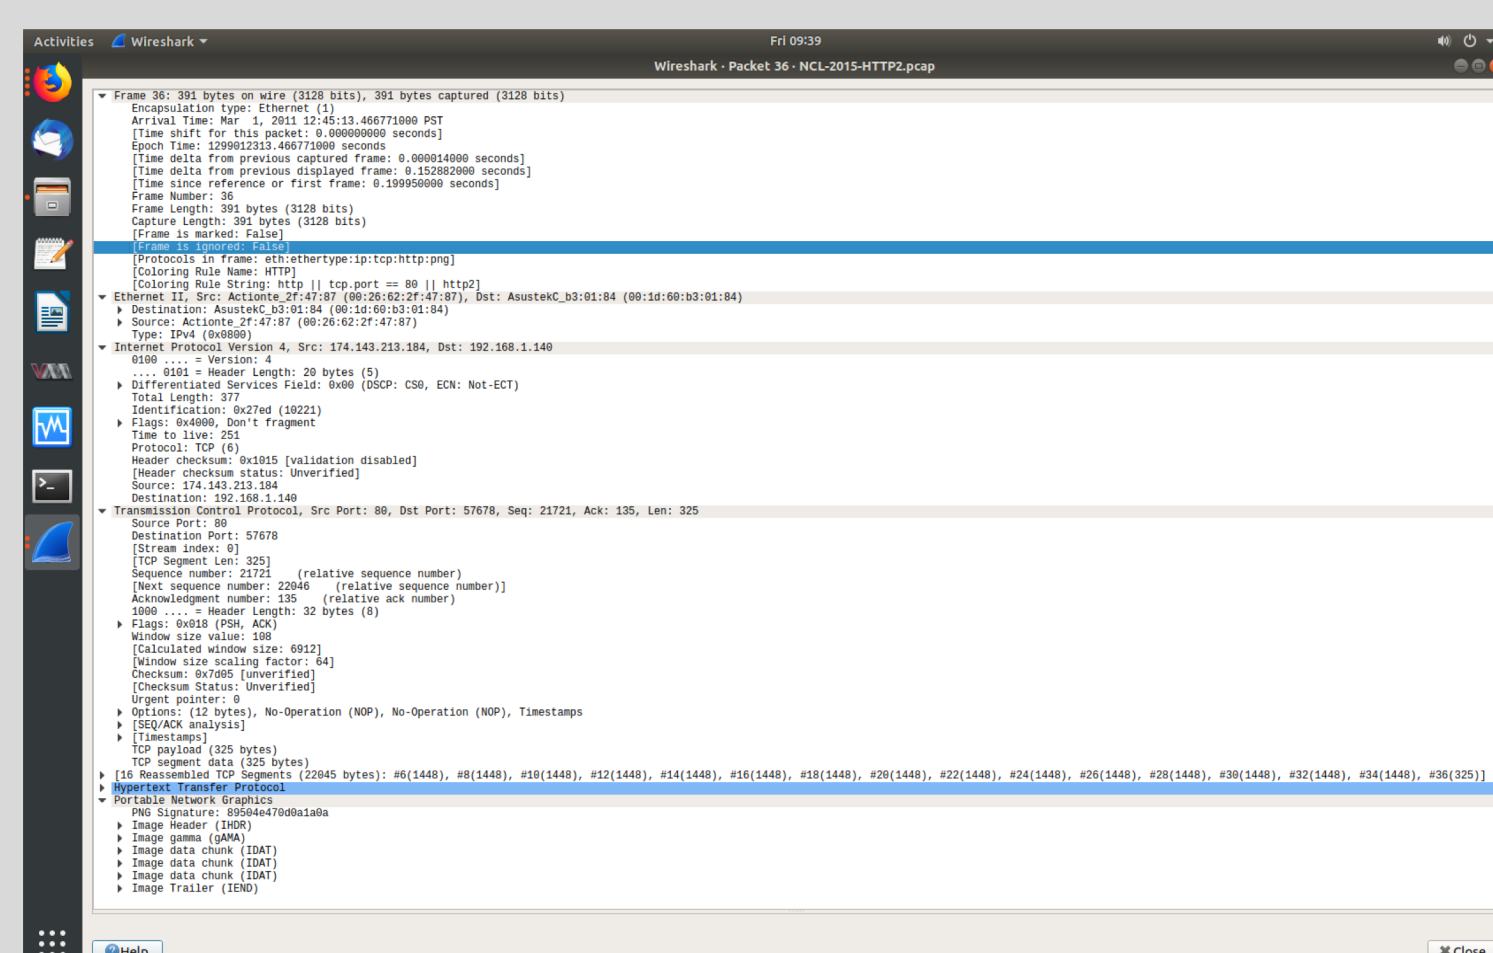 Activities Wireshark Fri 09:39
Wireshark · Packet 36 · NCL-2015-HTTP2.pcap
Frame 36: 391 bytes on wire (3128 bits), 391 bytes captured (3128 bits)
Encapsulation type: Ethernet (1)
Arrival Time: Mar  1, 2011 12:45:13.466771000 PST
[Time shift for this packet: 0.000000000 seconds]
Epoch Time: 1299012313.466771000 seconds
[Time delta from previous captured frame: 0.000014000 seconds]
[Time delta from previous displayed frame: 0.152882000 seconds]
[Time since reference or first frame: 0.199950000 seconds]
Frame Number: 36
Frame Length: 391 bytes (3128 bits)
Capture Length: 391 bytes (3128 bits)
[Frame is marked: False]
[Frame is ignored: False]
[Protocols in frame: eth:ethertype:ip:tcp:http:png]
[Coloring Rule Name: HTTP]
[Coloring Rule String: http || tcp.port == 80 || http2]
Ethernet II, Src: Actionte_2f:47:87 (00:26:62:2f:47:87), Dst: AsustekC_b3:01:84 (00:1d:60:b3:01:84)
Destination: AsustekC_b3:01:84 (00:1d:60:b3:01:84)
Source: Actionte_2f:47:87 (00:26:62:2f:47:87)
Type: IPv4 (0x0800)
Internet Protocol Version 4, Src: 174.143.213.184, Dst: 192.168.1.140
0100 .... = Version: 4
.... 0101 = Header Length: 20 bytes (5)
Differentiated Services Field: 0x00 (DSCP: CS0, ECN: Not-ECT)
Total Length: 377
Identification: 0x27ed (10221)
Flags: 0x4000, Don't fragment
Time to live: 251
Protocol: TCP (6)
Header checksum: 0x1015 [validation disabled]
[Header checksum status: Unverified]
Source: 174.143.213.184
Destination: 192.168.1.140
Transmission Control Protocol, Src Port: 80, Dst Port: 57678, Seq: 21721, Ack: 135, Len: 325
Source Port: 80
Destination Port: 57678
[Stream index: 0]
[TCP Segment Len: 325]
Sequence number: 21721    (relative sequence number)
[Next sequence number: 22046    (relative sequence number)]
Acknowledgment number: 135    (relative ack number)
1000 .... = Header Length: 32 bytes (8)
Flags: 0x018 (PSH, ACK)
Window size value: 108
[Calculated window size: 6912]
[Window size scaling factor: 64]
Checksum: 0x7d05 [unverified]
[Checksum Status: Unverified]
Urgent pointer: 0
Options: (12 bytes), No-Operation (NOP), No-Operation (NOP), Timestamps
[SEQ/ACK analysis]
[Timestamps]
TCP payload (325 bytes)
TCP segment data (325 bytes)
[16 Reassembled TCP Segments (22045 bytes): #6(1448), #8(1448), #10(1448), #12(1448), #14(1448), #16(1448), #18(1448), #20(1448), #22(1448), #24(1448), #26(1448), #28(1448), #30(1448), #32(1448), #34(1448), #36(325)]
Hypertext Transfer Protocol
Portable Network Graphics
PNG Signature: 89504e470d0a1a0a
Image Header (IHDR)
Image gamma (gAMA)
Image data chunk (IDAT)
Image data chunk (IDAT)
Image data chunk (IDAT)
Image Trailer (IEND)
Help Close